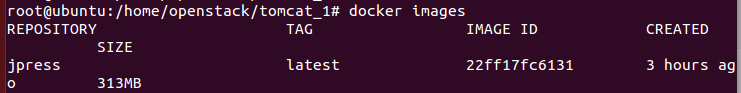 root@ubuntu:/home/openstack/tomcat_1# docker images
REPOSITORY TAG IMAGE ID CREATED
SIZE
jpress latest 22ff17fc6131 3 hours ag
o 313MB